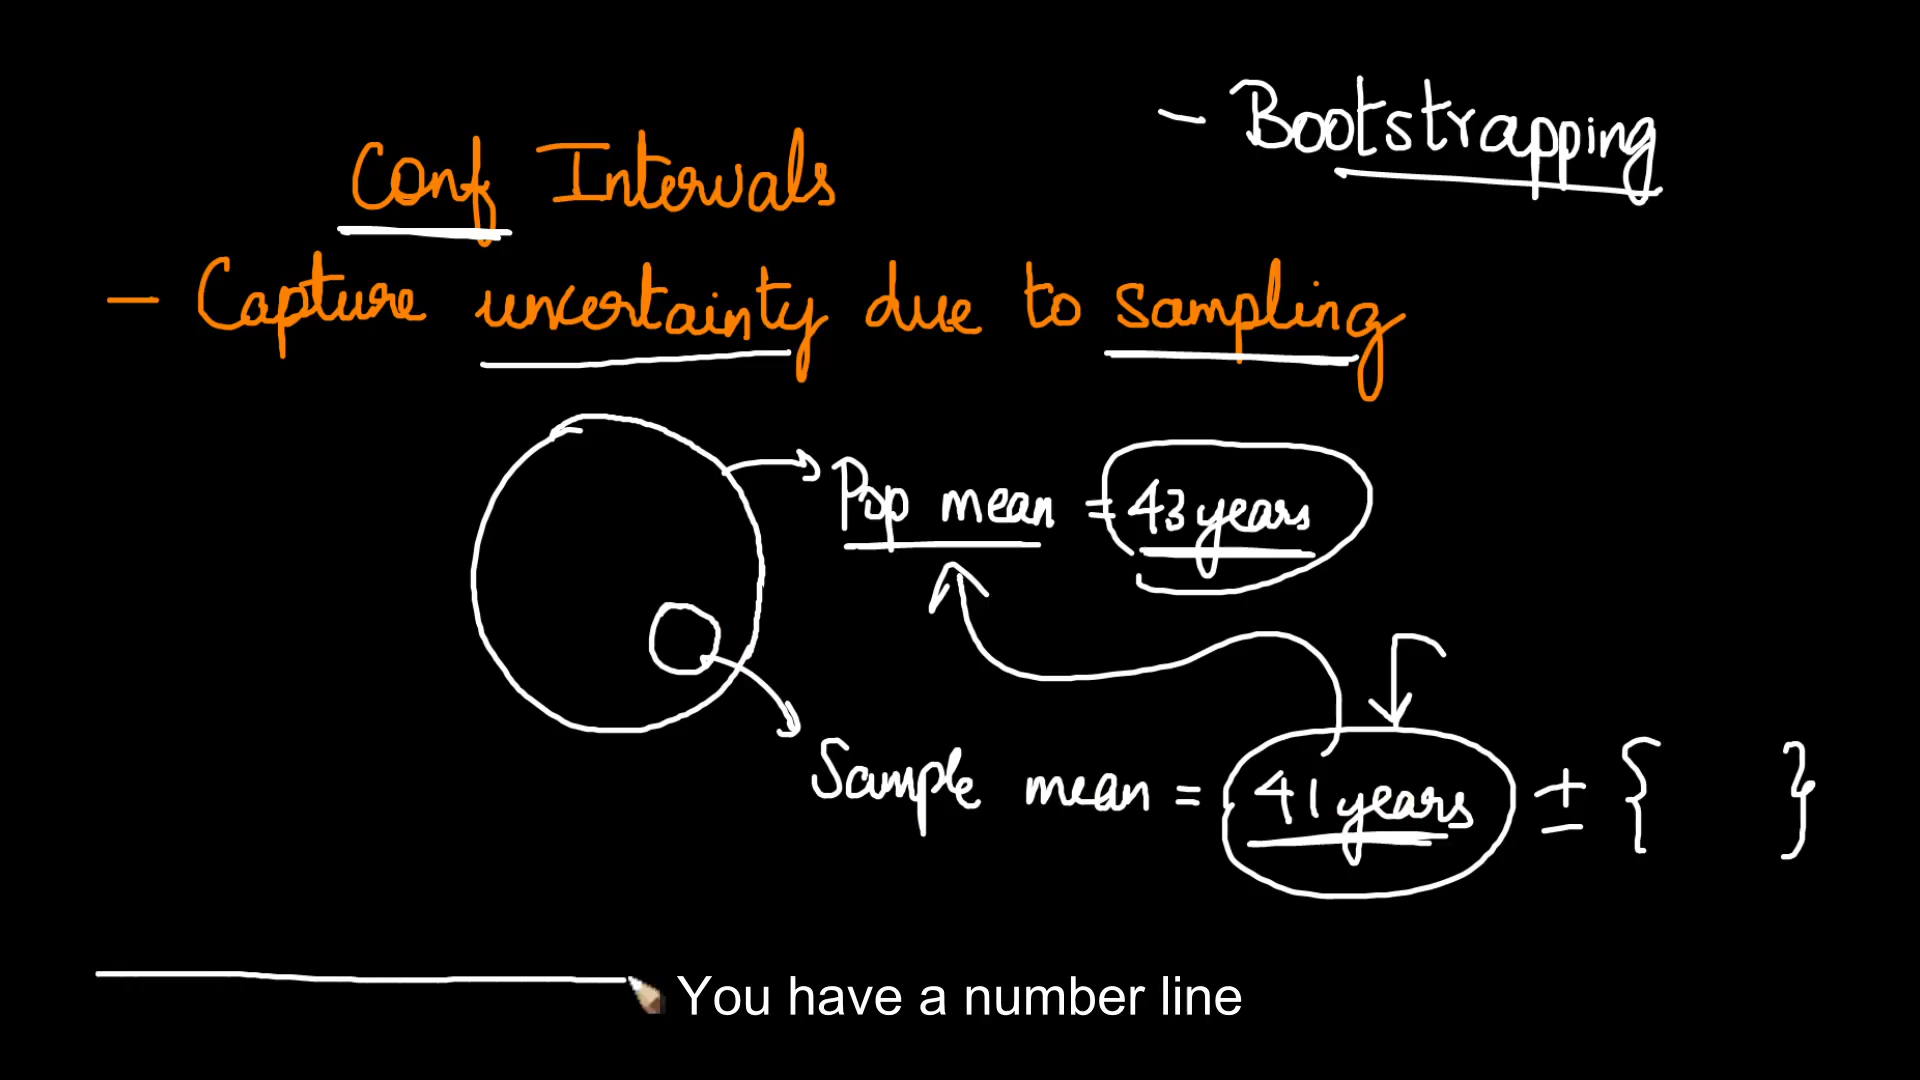 - Bootstrapping
Conf Intervals
- Capture uncertainty due to sampling
Pop mean = 43 years
Sample mean = 41 years ± { }
You have a number line